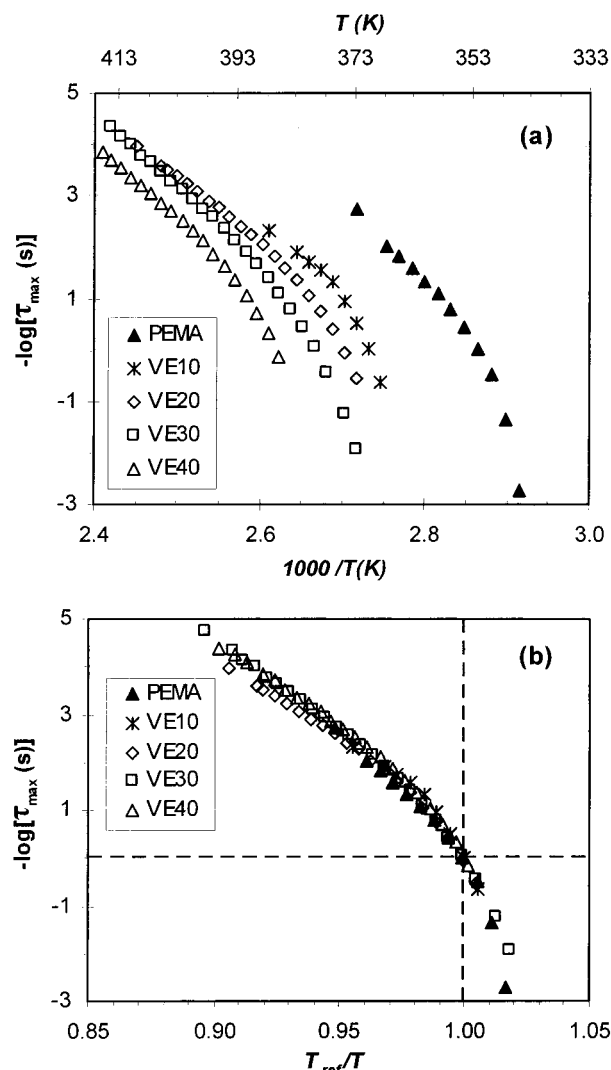 T (K)
413 393 373 353 333
5
3
1
-1
-3
-log[τmax (s)]
(a)
PEMA
VE10
VE20
VE30
VE40
2.4 2.6 2.8 3.0
1000 /T(K)
5
3
1
-1
-3
-log[τmax (s)]
(b)
PEMA
VE10
VE20
VE30
VE40
0.85 0.90 0.95 1.00 1.05
Tref/T